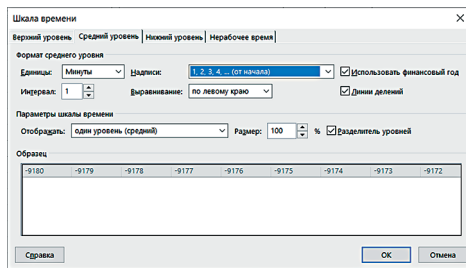 Шкала времени
Верхний уровень Средний уровень Нижний уровень Нерабочее время
Формат среднего уровня
Единицы: Минуты Надписи: 1, 2, 3, 4, ... (от начала) Использовать финансовый год
Интервал: 1 Выравнивание: по левому краю Линии делений
Параметры шкалы времени
Отображать: один уровень (средний) Размер: 100 % Разделитель уровней
Образец
-9180 -9179 -9178 -9177 -9176 -9175 -9174 -9173 -9172
Справка ОК Отмена